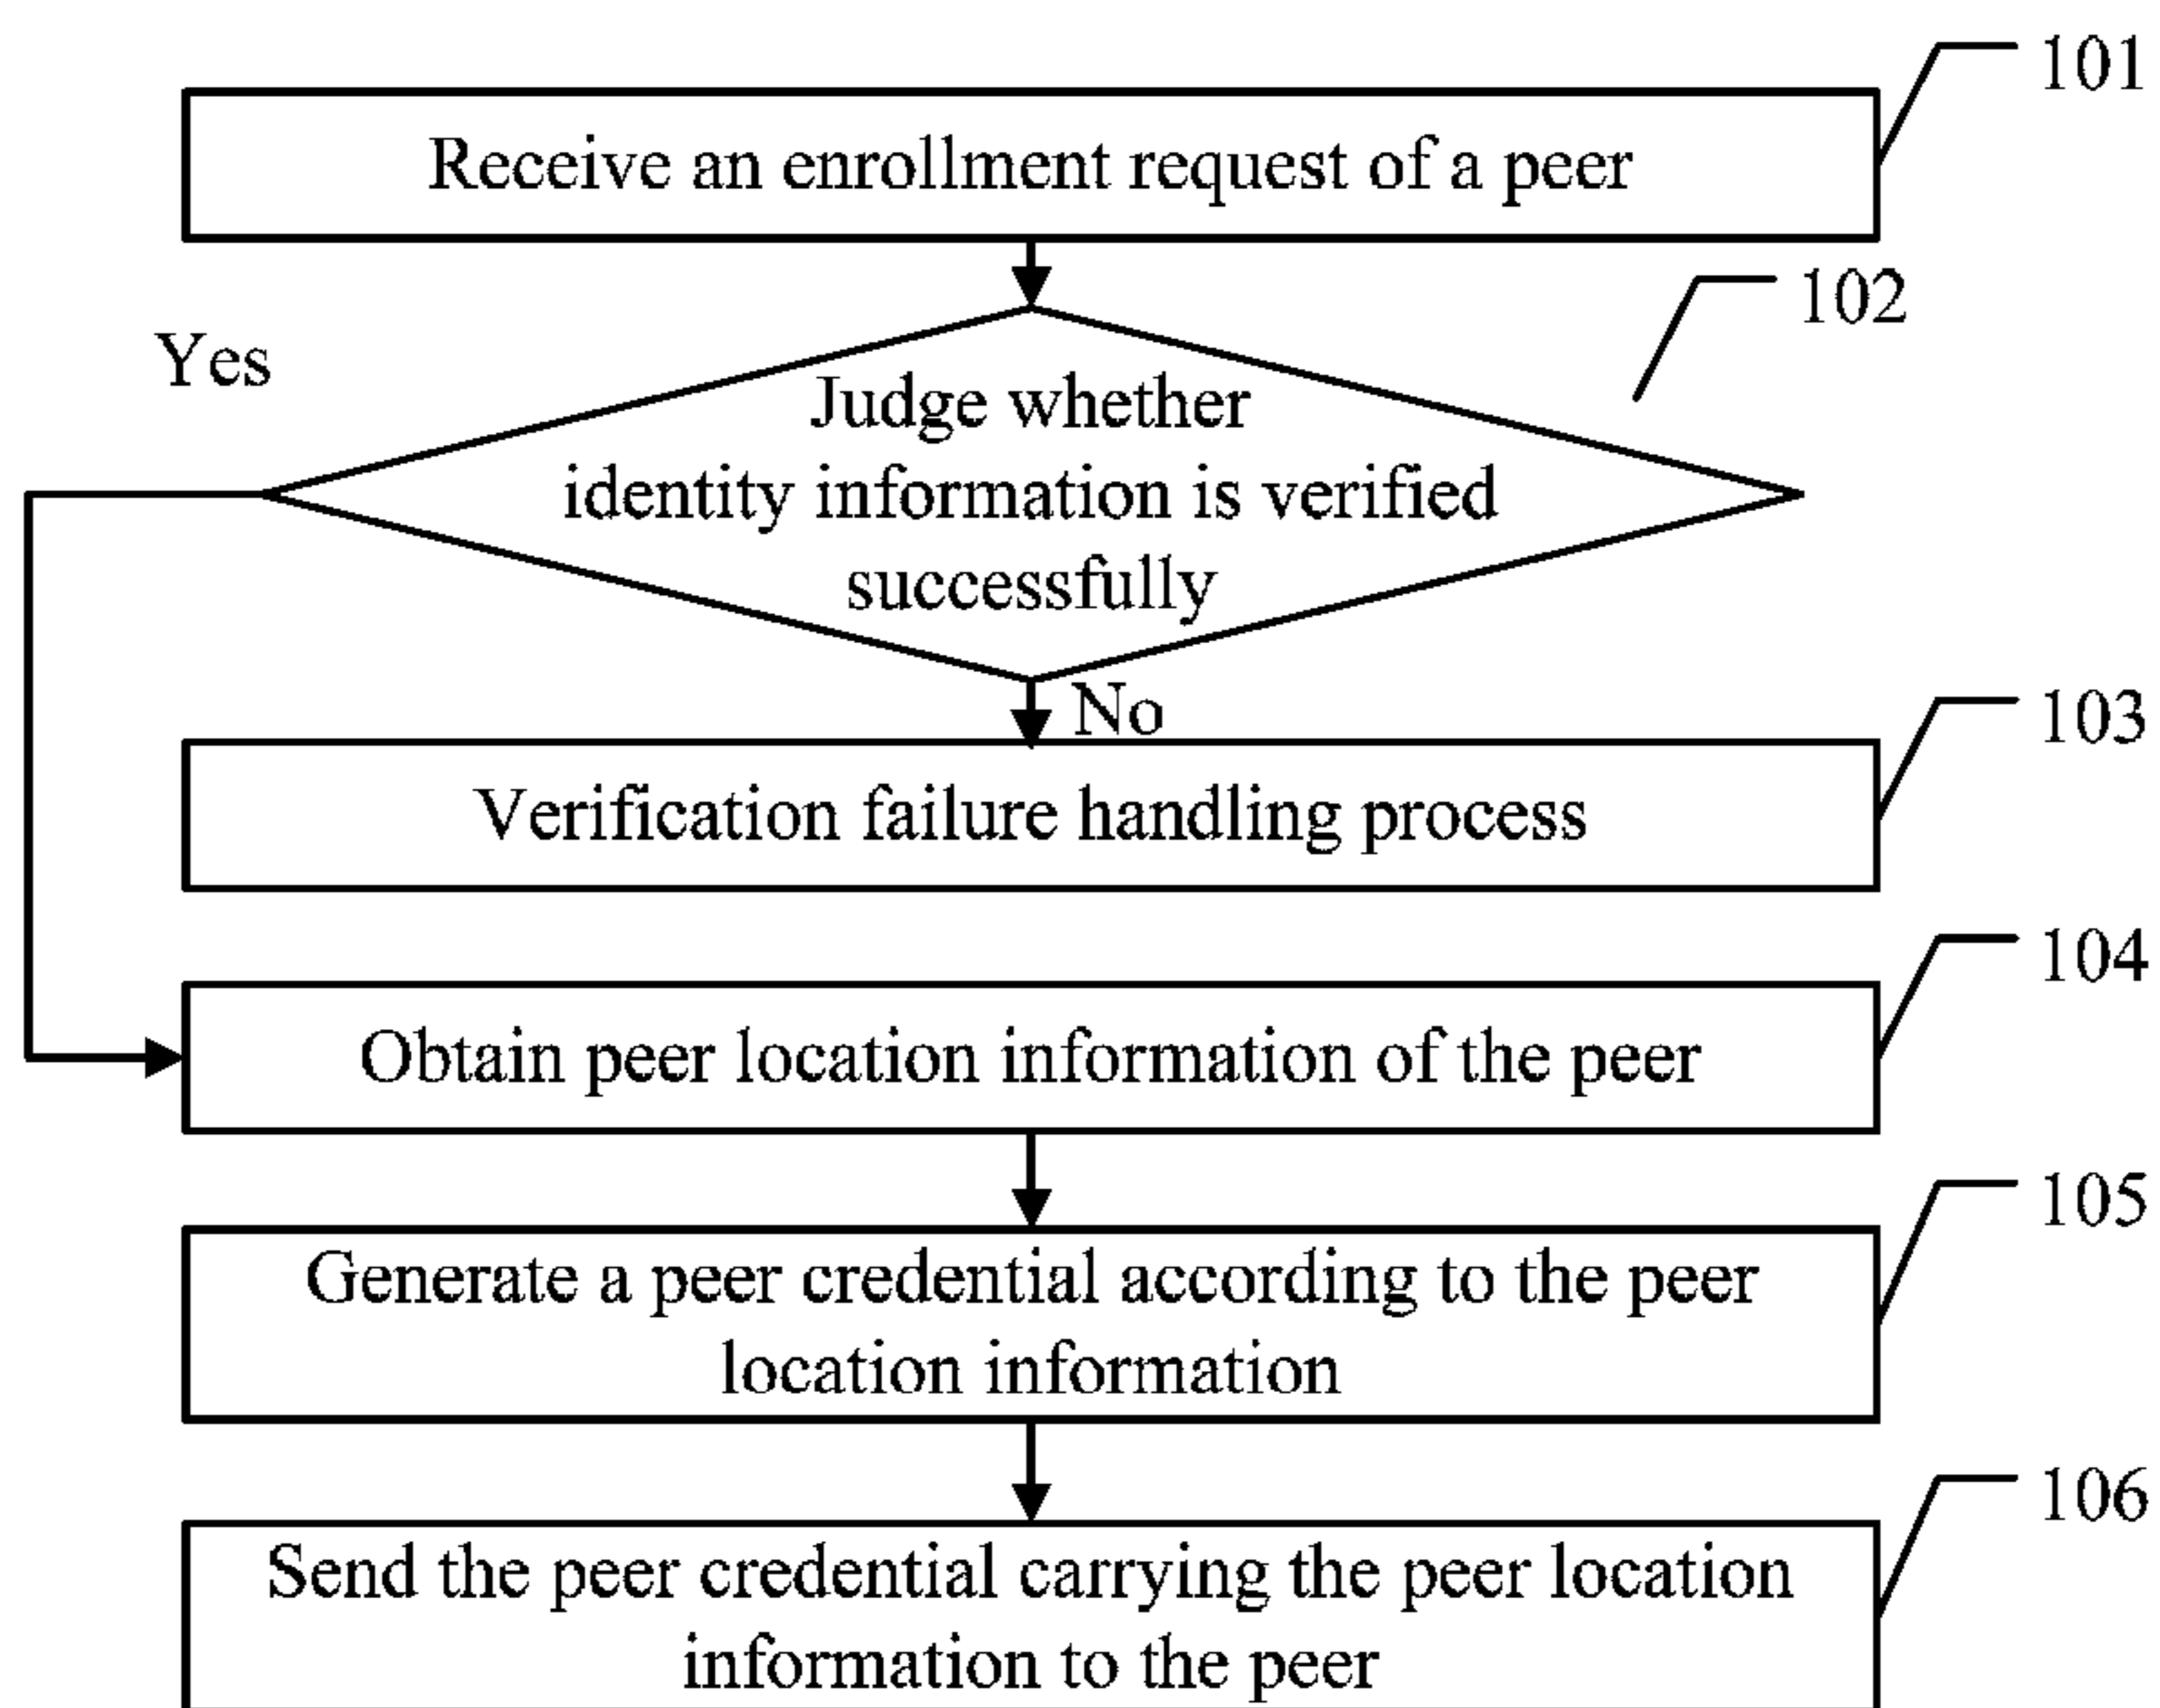 101
Receive an enrollment request of a peer
102
Yes
Judge whether
identity information is verified
successfully
No
103
Verification failure handling process
104
Obtain peer location information of the peer
105
Generate a peer credential according to the peer
location information
106
Send the peer credential carrying the peer location
information to the peer